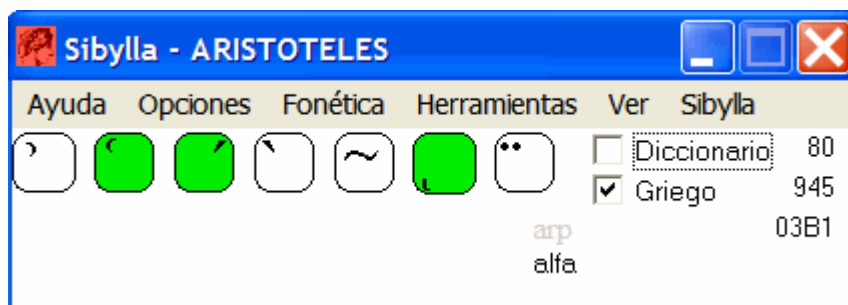 Sibylla - ARISTOTELES
Ayuda Opciones Fonética Herramientas Ver Sibylla
Diccionario 80
Griego 945
arp 03B1
alfa